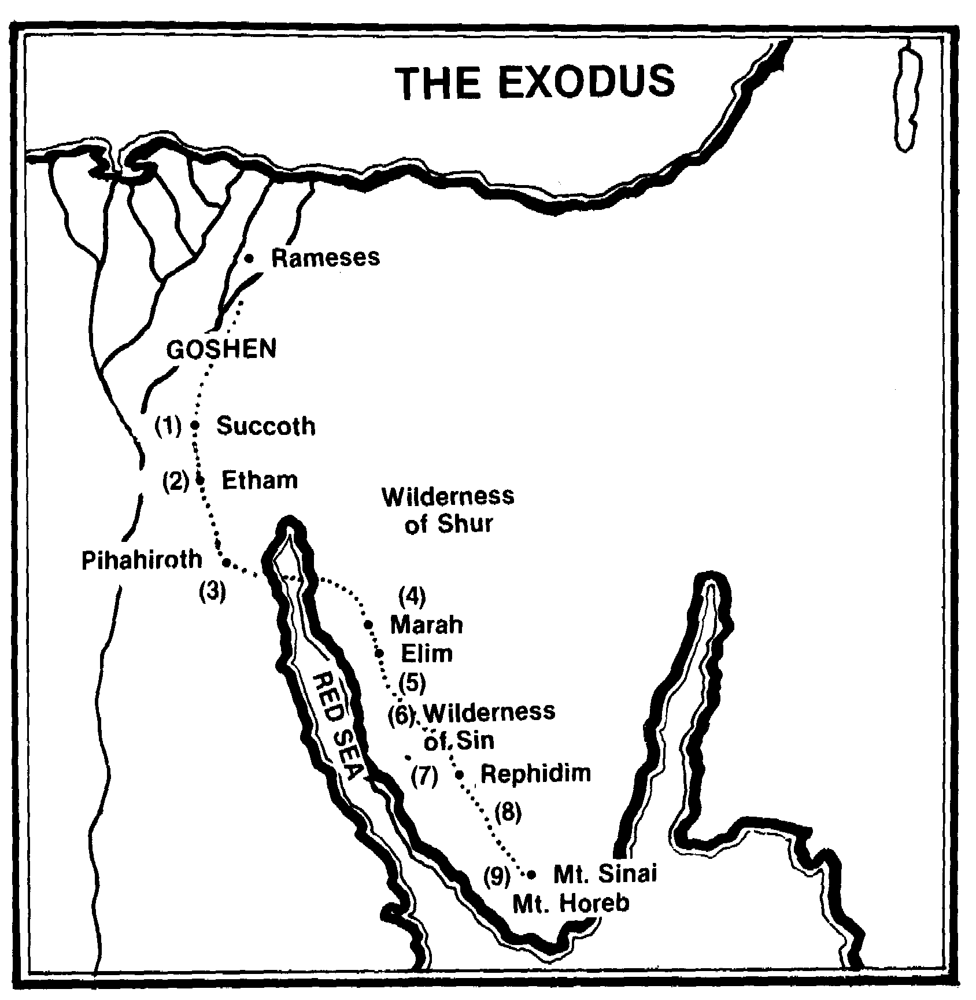 THE EXODUS
Rameses
GOSHEN
(1) Succoth
(2) Etham
Wilderness
of Shur
Pihahiroth
(3)
(4)
Marah
Elim
(5)
(6) Wilderness
of Sin
RED SEA
(7) Rephidim
(8)
(9) Mt. Sinai
Mt. Horeb